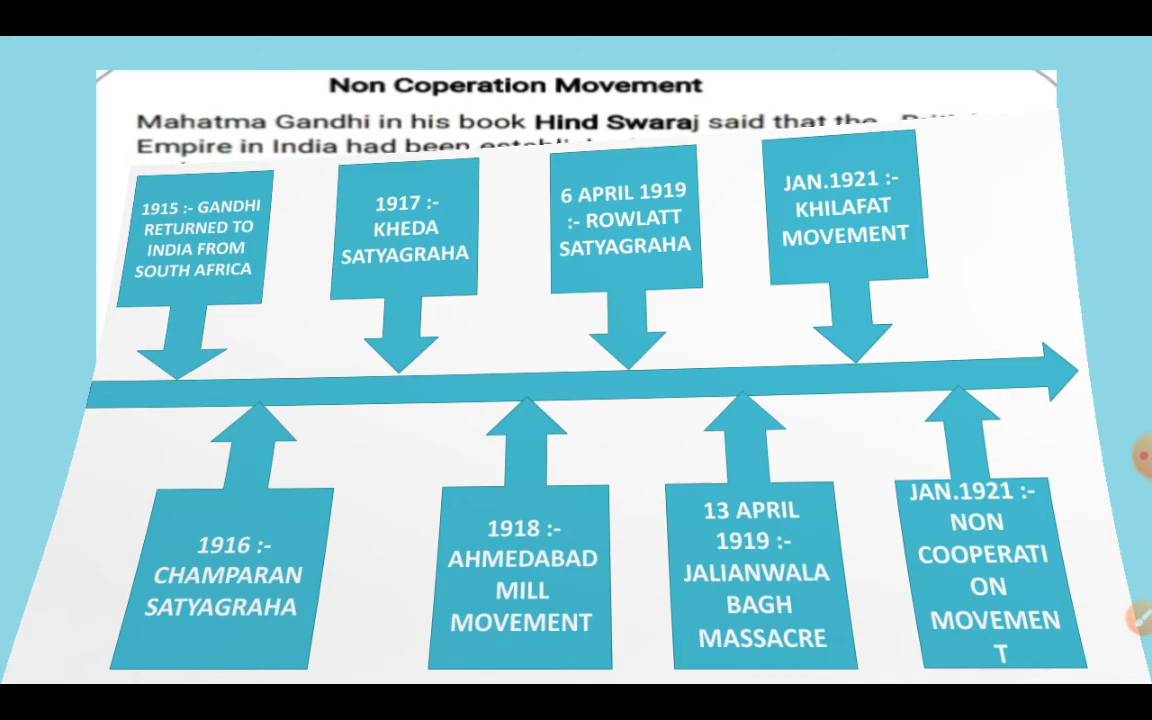 Non Coperation Movement
Mahatma Gandhi in his book Hind Swaraj said that the
Empire in India had been
1915 :- GANDHI
RETURNED TO
INDIA FROM
SOUTH AFRICA
1917 :-
KHEDA
SATYAGRAHA
6 APRIL 1919
:- ROWLATT
SATYAGRAHA
JAN.1921 :-
KHILAFAT
MOVEMENT
1916 :-
CHAMPARAN
SATYAGRAHA
1918 :-
AHMEDABAD
MILL
MOVEMENT
13 APRIL
1919 :-
JALIANWALA
BAGH
MASSACRE
JAN.1921 :-
NON
COOPERATI
ON
MOVEMEN
T